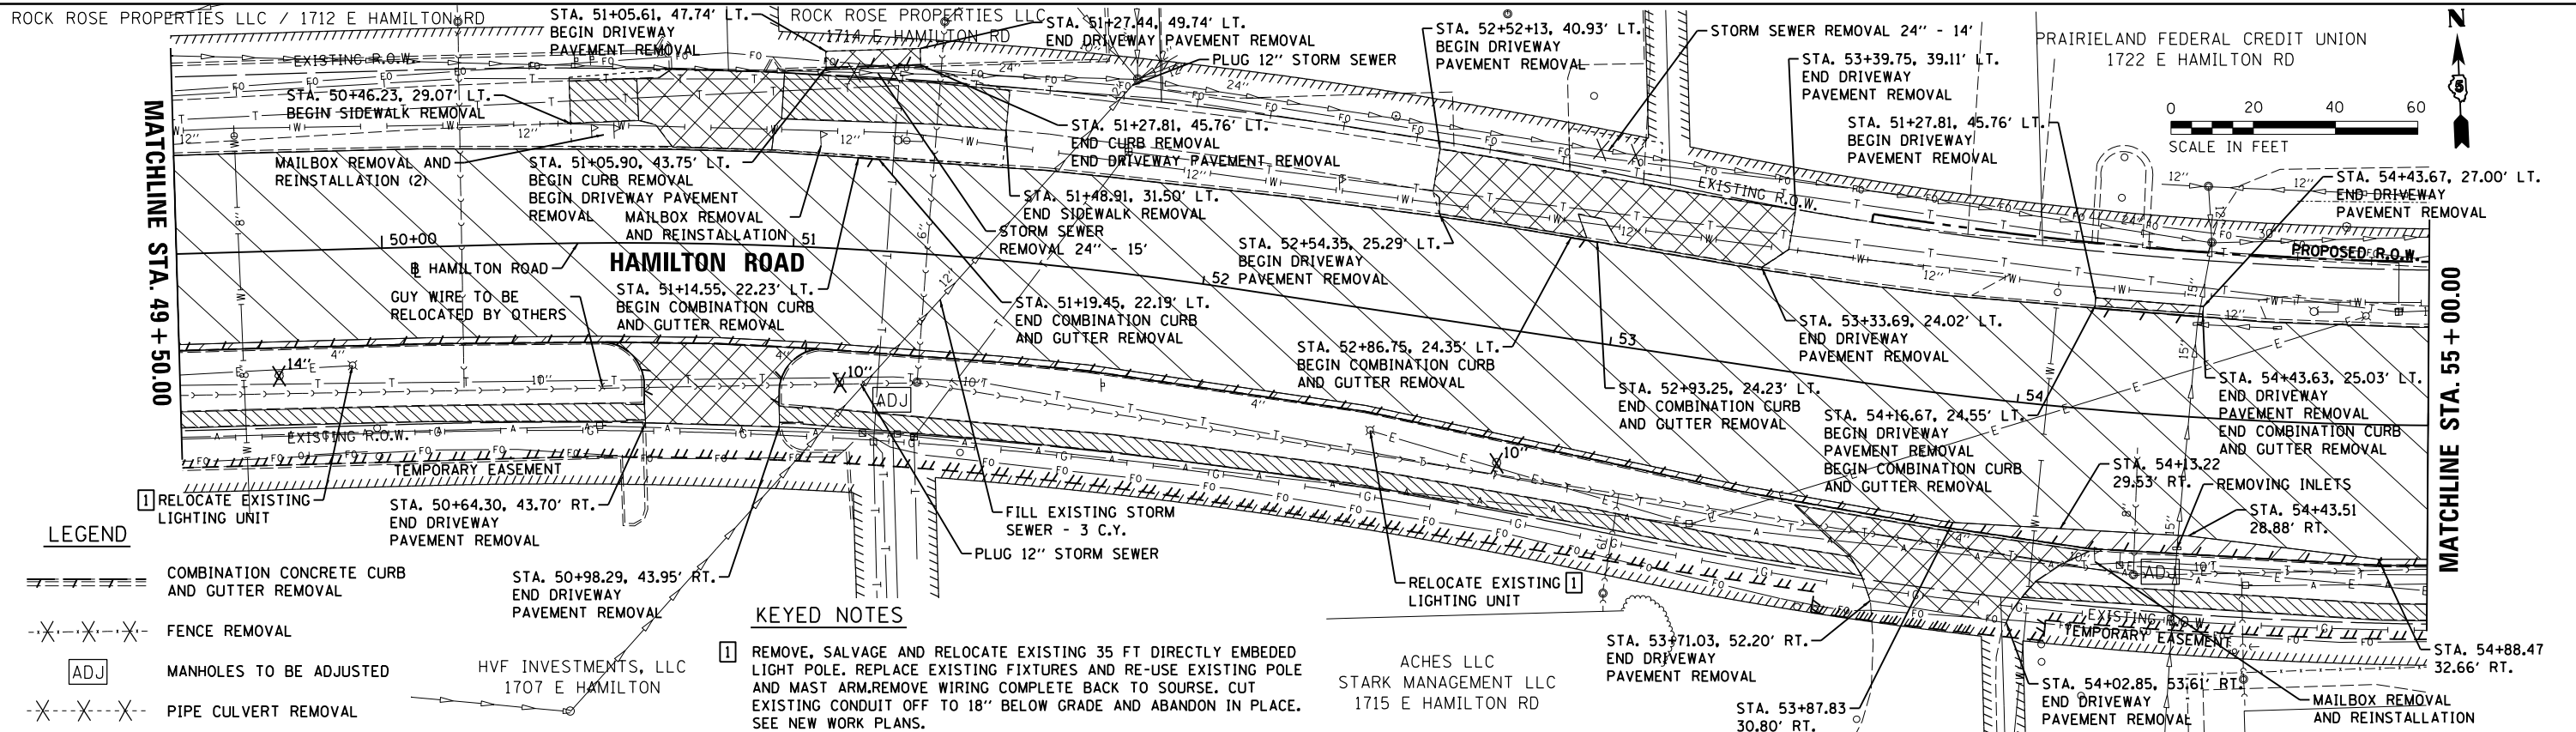 ROCK ROSE PROPERTIES LLC / 1712 E HAMILTON RD
STA. 51+05.61, 47.74' LT.
BEGIN DRIVEWAY
PAVEMENT REMOVAL
ROCK ROSE PROPERTIES LLC
1714 E HAMILTON RD
STA. 51+27.44, 49.74' LT.
END DRIVEWAY PAVEMENT REMOVAL
PLUG 12" STORM SEWER
STA. 52+52+13, 40.93' LT.
BEGIN DRIVEWAY
PAVEMENT REMOVAL
STORM SEWER REMOVAL 24" - 14'
STA. 53+39.75, 39.11' LT.
END DRIVEWAY
PAVEMENT REMOVAL
PRAIRIELAND FEDERAL CREDIT UNION
1722 E HAMILTON RD
N
5
0 20 40 60
SCALE IN FEET
EXISTING R.O.W.
STA. 50+46.23, 29.07' LT.
BEGIN SIDEWALK REMOVAL
STA. 51+27.81, 45.76' LT.
END CURB REMOVAL
END DRIVEWAY PAVEMENT REMOVAL
STA. 51+27.81, 45.76' LT.
BEGIN DRIVEWAY
PAVEMENT REMOVAL
MATCHLINE STA. 49+50.00
MAILBOX REMOVAL AND
REINSTALLATION (2)
STA. 51+05.90, 43.75' LT.
BEGIN CURB REMOVAL
BEGIN DRIVEWAY PAVEMENT
REMOVAL
MAILBOX REMOVAL
AND REINSTALLATION
STA. 51+48.91, 31.50' LT.
END SIDEWALK REMOVAL
STORM SEWER
REMOVAL 24" - 15'
EXISTING R.O.W.
STA. 54+43.67, 27.00' LT.
END DRIVEWAY
PAVEMENT REMOVAL
PROPOSED R.O.W.
50+00
51
52
53
54
B HAMILTON ROAD
HAMILTON ROAD
STA. 52+54.35, 25.29' LT.
BEGIN DRIVEWAY
PAVEMENT REMOVAL
GUY WIRE TO BE
RELOCATED BY OTHERS
STA. 51+14.55, 22.23' LT.
BEGIN COMBINATION CURB
AND GUTTER REMOVAL
STA. 51+19.45, 22.19' LT.
END COMBINATION CURB
AND GUTTER REMOVAL
STA. 52+86.75, 24.35' LT.
BEGIN COMBINATION CURB
AND GUTTER REMOVAL
STA. 53+33.69, 24.02' LT.
END DRIVEWAY
PAVEMENT REMOVAL
STA. 52+93.25, 24.23' LT.
END COMBINATION CURB
AND GUTTER REMOVAL
STA. 54+16.67, 24.55' LT.
BEGIN DRIVEWAY
PAVEMENT REMOVAL
BEGIN COMBINATION CURB
AND GUTTER REMOVAL
STA. 54+43.63, 25.03' LT.
END DRIVEWAY
PAVEMENT REMOVAL
END COMBINATION CURB
AND GUTTER REMOVAL
MATCHLINE STA. 55+00.00
14"
10"
ADJ
10"
EXISTING R.O.W.
TEMPORARY EASEMENT
1 RELOCATE EXISTING
LIGHTING UNIT
STA. 50+64.30, 43.70' RT.
END DRIVEWAY
PAVEMENT REMOVAL
FILL EXISTING STORM
SEWER - 3 C.Y.
PLUG 12" STORM SEWER
STA. 54+13.22
29.53' RT.
REMOVING INLETS
STA. 54+43.51
28.88' RT.
ADJ
LEGEND
COMBINATION CONCRETE CURB
AND GUTTER REMOVAL
FENCE REMOVAL
ADJ MANHOLES TO BE ADJUSTED
PIPE CULVERT REMOVAL
STA. 50+98.29, 43.95' RT.
END DRIVEWAY
PAVEMENT REMOVAL
HVF INVESTMENTS, LLC
1707 E HAMILTON
KEYED NOTES
1 REMOVE, SALVAGE AND RELOCATE EXISTING 35 FT DIRECTLY EMBEDED
LIGHT POLE. REPLACE EXISTING FIXTURES AND RE-USE EXISTING POLE
AND MAST ARM.REMOVE WIRING COMPLETE BACK TO SOURSE. CUT
EXISTING CONDUIT OFF TO 18" BELOW GRADE AND ABANDON IN PLACE.
SEE NEW WORK PLANS.
RELOCATE EXISTING 1
LIGHTING UNIT
ACHES LLC
STARK MANAGEMENT LLC
1715 E HAMILTON RD
STA. 53+71.03, 52.20' RT.
END DRIVEWAY
PAVEMENT REMOVAL
STA. 53+87.83
30.80' RT.
EXISTING R.O.W.
TEMPORARY EASEMENT
STA. 54+02.85, 53.61' RT.
END DRIVEWAY
PAVEMENT REMOVAL
STA. 54+88.47
32.66' RT.
MAILBOX REMOVAL
AND REINSTALLATION